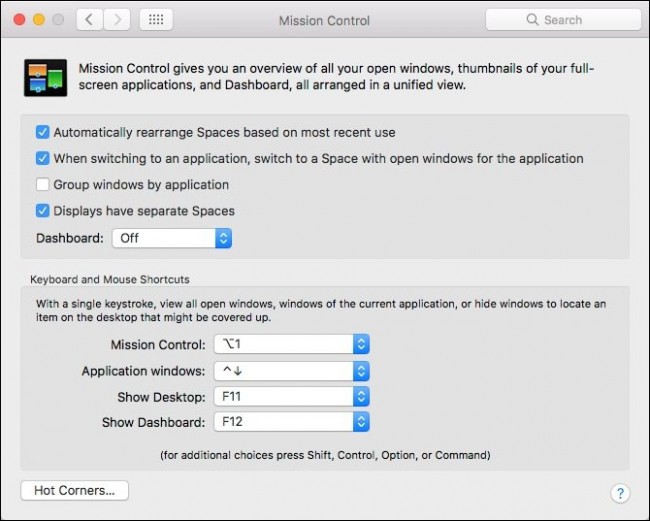 Mission Control
Search
Mission Control gives you an overview of all your open windows, thumbnails of your full-
screen applications, and Dashboard, all arranged in a unified view.
Automatically rearrange Spaces based on most recent use
When switching to an application, switch to a Space with open windows for the application
Group windows by application
Displays have separate Spaces
Dashboard: Off
Keyboard and Mouse Shortcuts
With a single keystroke, view all open windows, windows of the current application, or hide windows to locate an
item on the desktop that might be covered up.
Mission Control: ⌥1
Application windows: ^↓
Show Desktop: F11
Show Dashboard: F12
(for additional choices press Shift, Control, Option, or Command)
Hot Corners... ?